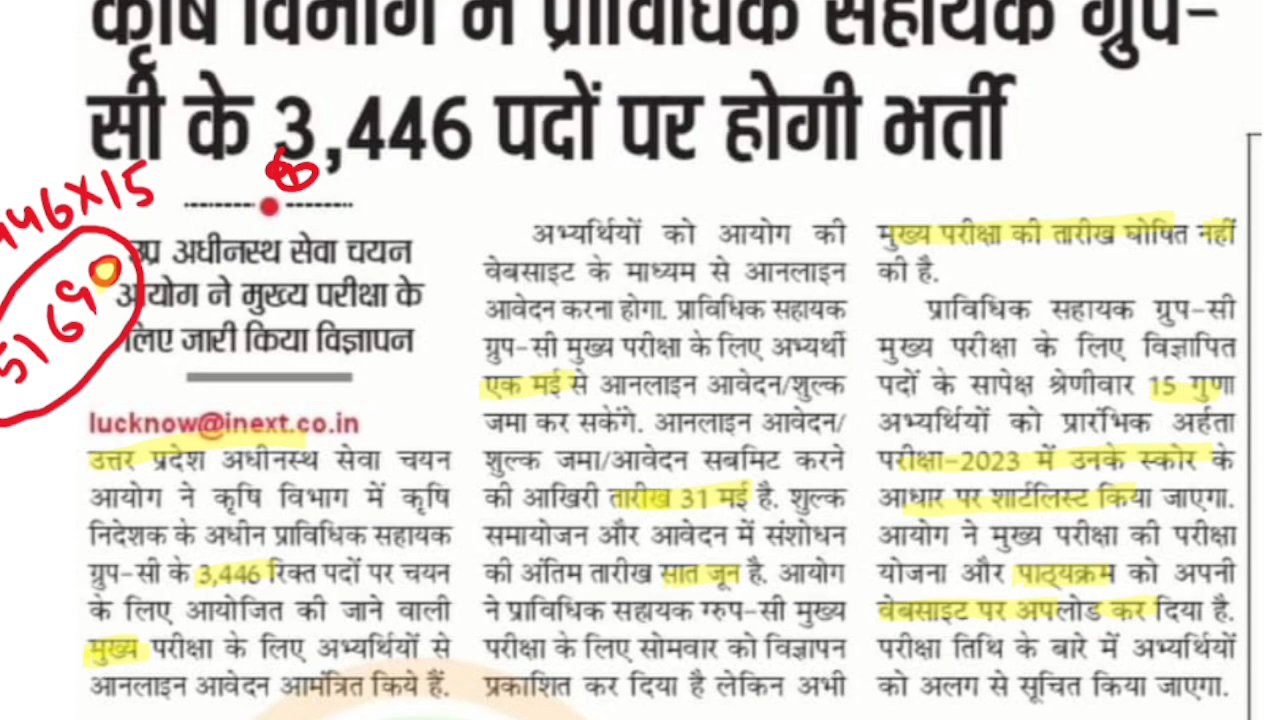 कृषि विभाग में प्राविधिक सहायक ग्रुप-
सी के 3,446 पदों पर होगी भर्ती
446×15
51690
उप्र अधीनस्थ सेवा चयन
आयोग ने मुख्य परीक्षा के
लिए जारी किया विज्ञापन
lucknow@inext.co.in
उत्तर प्रदेश अधीनस्थ सेवा चयन
आयोग ने कृषि विभाग में कृषि
निदेशक के अधीन प्राविधिक सहायक
ग्रुप-सी के 3,446 रिक्त पदों पर चयन
के लिए आयोजित की जाने वाली
मुख्य परीक्षा के लिए अभ्यर्थियों से
आनलाइन आवेदन आमंत्रित किये हैं.
अभ्यर्थियों को आयोग की
वेबसाइट के माध्यम से आनलाइन
आवेदन करना होगा. प्राविधिक सहायक
ग्रुप-सी मुख्य परीक्षा के लिए अभ्यर्थी
एक मई से आनलाइन आवेदन/शुल्क
जमा कर सकेंगे. आनलाइन आवेदन/
शुल्क जमा/आवेदन सबमिट करने
की आखिरी तारीख 31 मई है. शुल्क
समायोजन और आवेदन में संशोधन
की अंतिम तारीख सात जून है. आयोग
ने प्राविधिक सहायक ग्रुप-सी मुख्य
परीक्षा के लिए सोमवार को विज्ञापन
प्रकाशित कर दिया है लेकिन अभी
मुख्य परीक्षा की तारीख घोषित नहीं
की है.
प्राविधिक सहायक ग्रुप-सी
मुख्य परीक्षा के लिए विज्ञापित
पदों के सापेक्ष श्रेणीवार 15 गुणा
अभ्यर्थियों को प्रारंभिक अर्हता
परीक्षा-2023 में उनके स्कोर के
आधार पर शार्टलिस्ट किया जाएगा.
आयोग ने मुख्य परीक्षा की परीक्षा
योजना और पाठ्यक्रम को अपनी
वेबसाइट पर अपलोड कर दिया है.
परीक्षा तिथि के बारे में अभ्यर्थियों
को अलग से सूचित किया जाएगा.